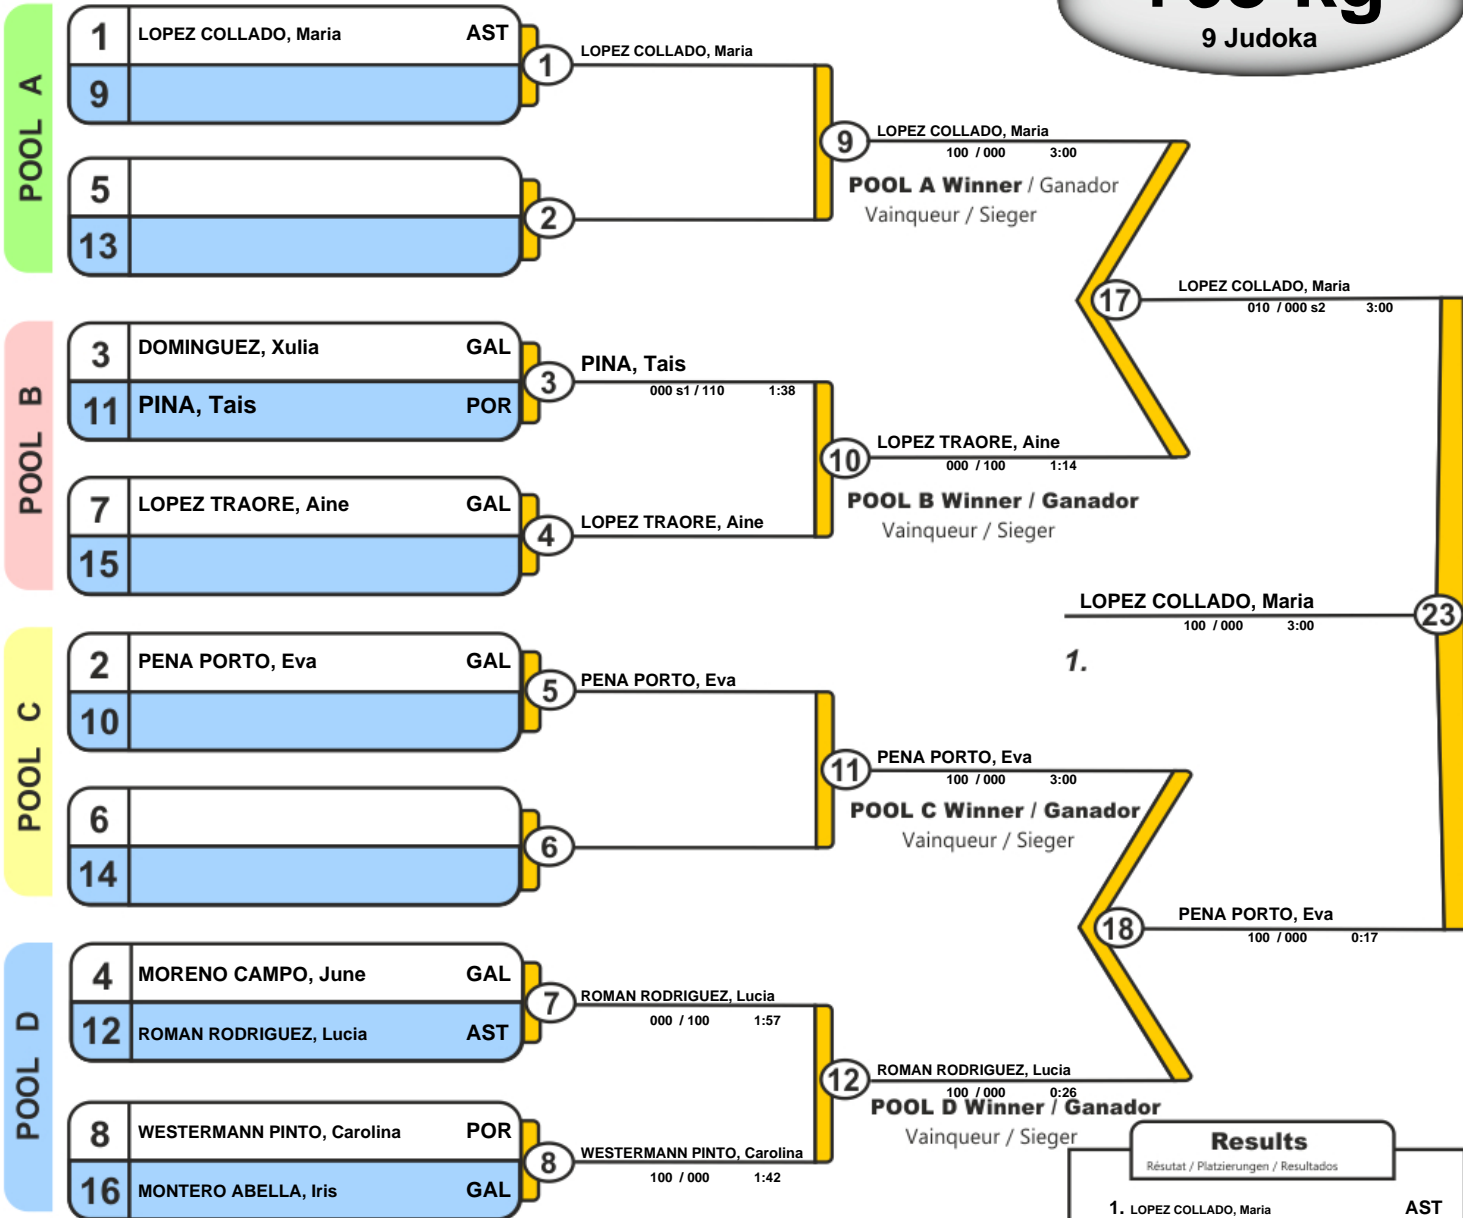 9 Judoka
POOL A
1 LOPEZ COLLADO, Maria AST
9
1
LOPEZ COLLADO, Maria
5
13
2
9
LOPEZ COLLADO, Maria
100 / 000 3:00
POOL A Winner / Ganador
Vainqueur / Sieger
17
LOPEZ COLLADO, Maria
010 / 000 s2 3:00
POOL B
3 DOMINGUEZ, Xulia GAL
11 PINA, Tais POR
3
PINA, Tais
000 s1 / 110 1:38
7 LOPEZ TRAORE, Aine GAL
15
4
LOPEZ TRAORE, Aine
10
LOPEZ TRAORE, Aine
000 / 100 1:14
POOL B Winner / Ganador
Vainqueur / Sieger
LOPEZ COLLADO, Maria
100 / 000 3:00
23
1.
POOL C
2 PENA PORTO, Eva GAL
10
5
PENA PORTO, Eva
6
14
6
11
PENA PORTO, Eva
100 / 000 3:00
POOL C Winner / Ganador
Vainqueur / Sieger
18
PENA PORTO, Eva
100 / 000 0:17
POOL D
4 MORENO CAMPO, June GAL
12 ROMAN RODRIGUEZ, Lucia AST
7
ROMAN RODRIGUEZ, Lucia
000 / 100 1:57
8 WESTERMANN PINTO, Carolina POR
16 MONTERO ABELLA, Iris GAL
8
WESTERMANN PINTO, Carolina
100 / 000 1:42
12
ROMAN RODRIGUEZ, Lucia
100 / 000 0:26
POOL D Winner / Ganador
Vainqueur / Sieger
Results
Résutat / Platzierungen / Resultados
1. LOPEZ COLLADO, Maria AST